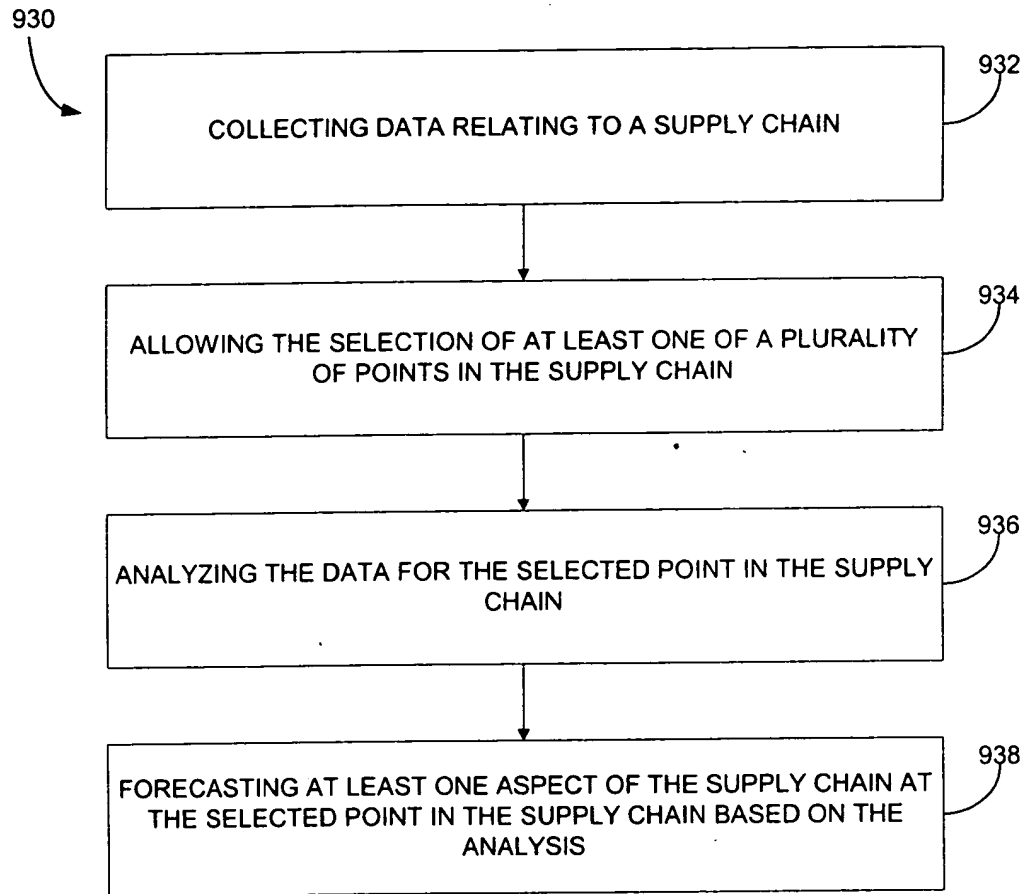 930
932
COLLECTING DATA RELATING TO A SUPPLY CHAIN
934
ALLOWING THE SELECTION OF AT LEAST ONE OF A PLURALITY
OF POINTS IN THE SUPPLY CHAIN
936
ANALYZING THE DATA FOR THE SELECTED POINT IN THE SUPPLY
CHAIN
938
FORECASTING AT LEAST ONE ASPECT OF THE SUPPLY CHAIN AT
THE SELECTED POINT IN THE SUPPLY CHAIN BASED ON THE
ANALYSIS